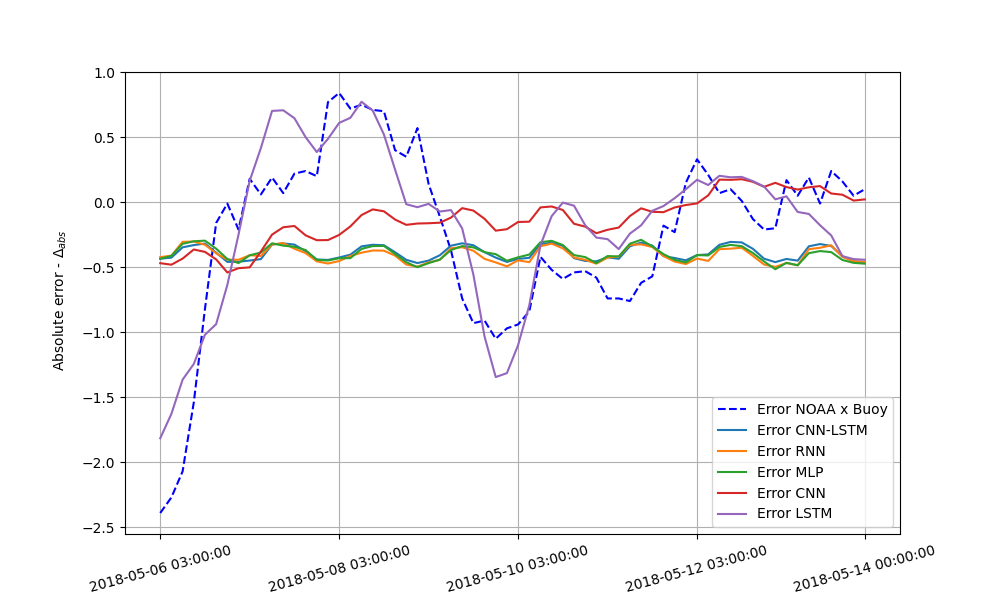 1.0
0.5
0.0
−0.5
−1.0
−1.5
−2.0
−2.5
Absolute error - Δabs
Error NOAA x Buoy
Error CNN-LSTM
Error RNN
Error MLP
Error CNN
Error LSTM
2018-05-06 03:00:00
2018-05-08 03:00:00
2018-05-10 03:00:00
2018-05-12 03:00:00
2018-05-14 00:00:00